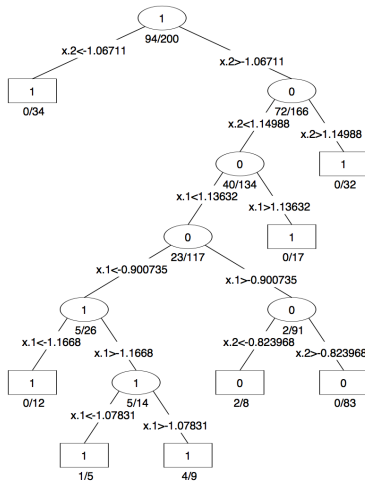 1
94/200
x.2<-1.06711
x.2>-1.06711
1
0/34
0
72/166
x.2<1.14988
x.2>1.14988
0
40/134
1
0/32
x.1<1.13632
x.1>1.13632
0
23/117
1
0/17
x.1<-0.900735
x.1>-0.900735
1
5/26
0
2/91
x.1<-1.1668
x.1>-1.1668
x.2<-0.823968
x.2>-0.823968
1
0/12
1
5/14
0
2/8
0
0/83
x.1<-1.07831
x.1>-1.07831
1
1/5
1
4/9